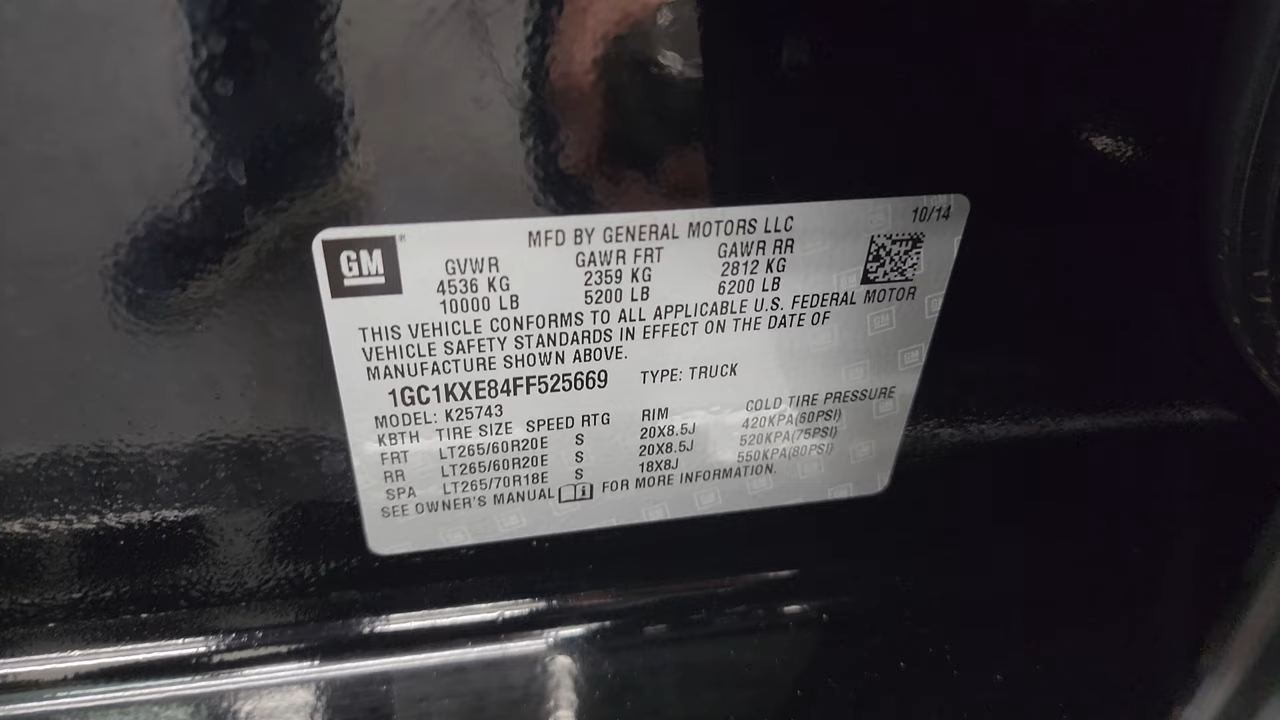 10/14
GM
MFD BY GENERAL MOTORS LLC
GVWR GAWR FRT GAWR RR
4536 KG 2359 KG 2812 KG
10000 LB 5200 LB 6200 LB
THIS VEHICLE CONFORMS TO ALL APPLICABLE U.S. FEDERAL MOTOR
VEHICLE SAFETY STANDARDS IN EFFECT ON THE DATE OF
MANUFACTURE SHOWN ABOVE.
1GC1KXE84FF525669 TYPE: TRUCK
MODEL: K25743
KBTH TIRE SIZE SPEED RTG RIM COLD TIRE PRESSURE
FRT LT265/60R20E S 20X8.5J 420KPA(60PSI)
RR LT265/60R20E S 20X8.5J 520KPA(75PSI)
SPA LT265/70R18E S 18X8J 550KPA(80PSI)
SEE OWNER'S MANUAL FOR MORE INFORMATION.